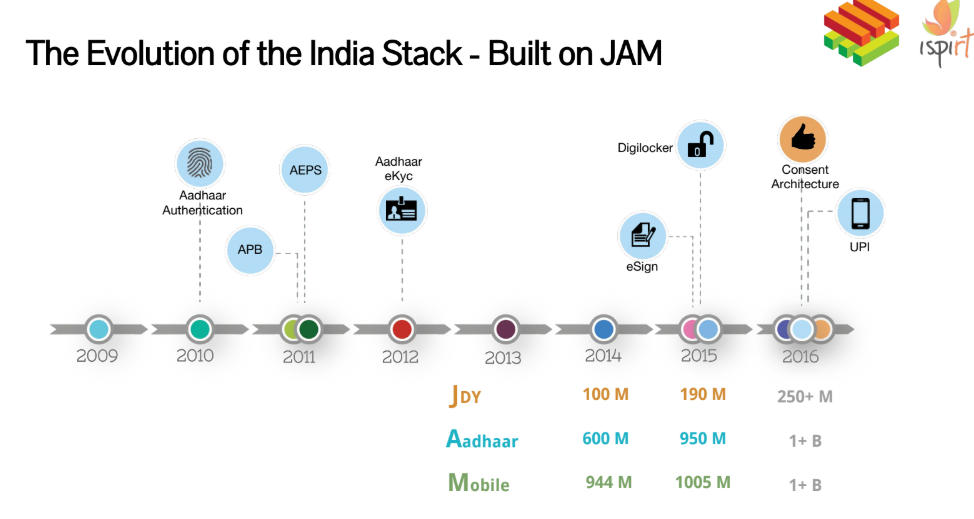 The Evolution of the India Stack - Built on JAM
ispirt
Aadhaar
Authentication
APB
AEPS
Aadhaar
eKyc
Digilocker
eSign
Consent
Architecture
UPI
2009 2010 2011 2012 2013 2014 2015 2016
JDY 100 M 190 M 250+ M
Aadhaar 600 M 950 M 1+ B
Mobile 944 M 1005 M 1+ B